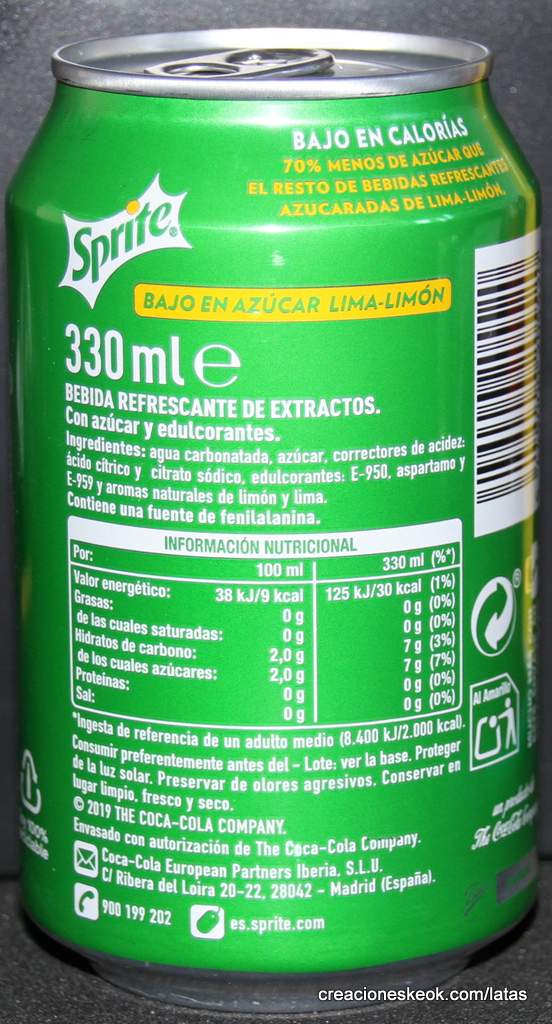 BAJO EN CALORÍAS
70% MENOS DE AZÚCAR QUE
EL RESTO DE BEBIDAS REFRESCANTES
AZUCARADAS DE LIMA-LIMÓN.
Sprite
BAJO EN AZÚCAR LIMA-LIMÓN
330 ml e
BEBIDA REFRESCANTE DE EXTRACTOS.
Con azúcar y edulcorantes.
Ingredientes: agua carbonatada, azúcar, correctores de acidez:
ácido cítrico y citrato sódico, edulcorantes: E-950, aspartamo y
E-959 y aromas naturales de limón y lima.
Contiene una fuente de fenilalanina.
INFORMACIÓN NUTRICIONAL
Por: 100 ml 330 ml (%*)
Valor energético: 38 kJ/9 kcal 125 kJ/30 kcal (1%)
Grasas: 0 g 0 g (0%)
de las cuales saturadas: 0 g 0 g (0%)
Hidratos de carbono: 2,0 g 7 g (3%)
de los cuales azúcares: 2,0 g 7 g (7%)
Proteínas: 0 g 0 g (0%)
Sal: 0 g 0 g (0%)
*Ingesta de referencia de un adulto medio (8.400 kJ/2.000 kcal).
Consumir preferentemente antes del - Lote: ver la base. Proteger
de la luz solar. Preservar de olores agresivos. Conservar en
lugar limpio, fresco y seco.
© 2019 THE COCA-COLA COMPANY.
Envasado con autorización de The Coca-Cola Company.
Coca-Cola European Partners Iberia, S.L.U.
C/ Ribera del Loira 20-22, 28042 - Madrid (España).
900 199 202
es.sprite.com
Al Amarillo
The Coca-Cola
100%
creacioneskeok.com/latas